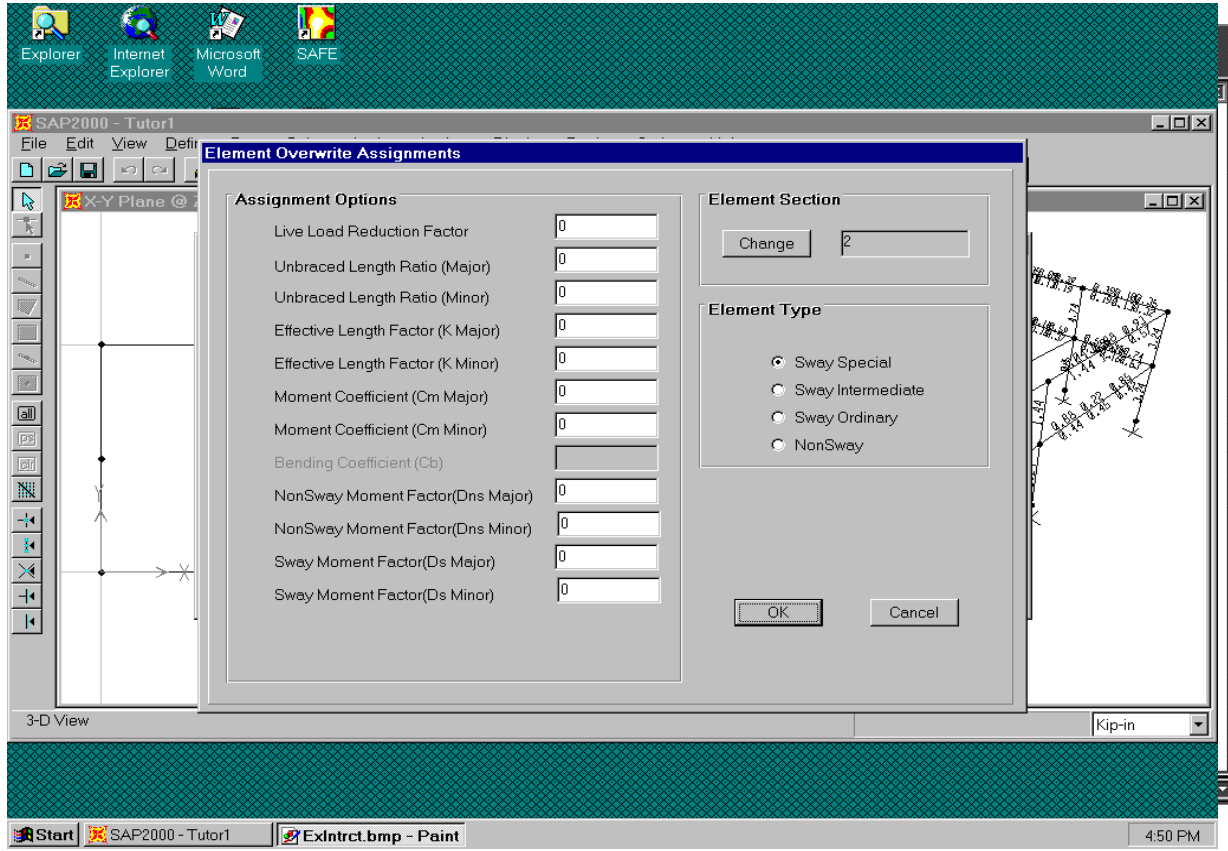 Explorer
Internet Explorer
Microsoft Word
SAFE
SAP2000 - Tutor1
File Edit View
Element Overwrite Assignments
X-Y Plane @
Assignment Options
Live Load Reduction Factor 0
Unbraced Length Ratio (Major) 0
Unbraced Length Ratio (Minor) 0
Effective Length Factor (K Major) 0
Effective Length Factor (K Minor) 0
Moment Coefficient (Cm Major) 0
Moment Coefficient (Cm Minor) 0
Bending Coefficient (Cb)
NonSway Moment Factor(Dns Major) 0
NonSway Moment Factor(Dns Minor) 0
Sway Moment Factor(Ds Major) 0
Sway Moment Factor(Ds Minor) 0
Element Section
Change 2
Element Type
Sway Special
Sway Intermediate
Sway Ordinary
NonSway
OK Cancel
all
ps
clr
Y
X
3-D View
Kip-in
Start SAP2000 - Tutor1 ExIntrct.bmp - Paint 4:50 PM